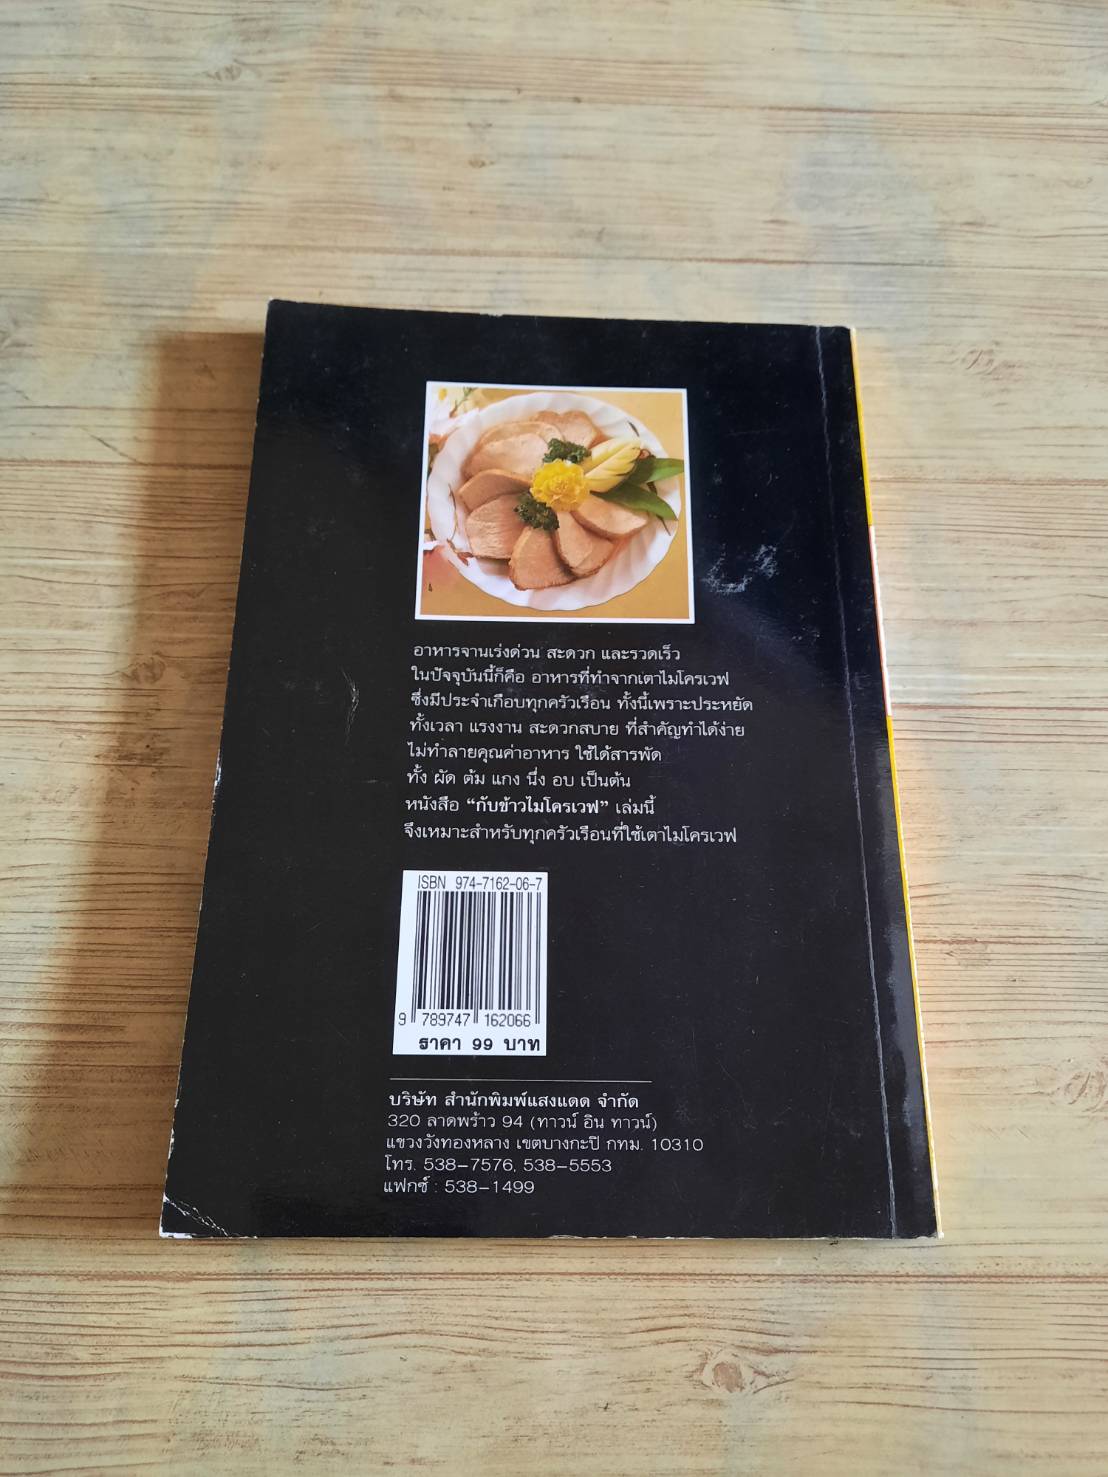 อาหารจานเร่งด่วน สะดวก และรวดเร็ว
ในปัจจุบันนี้ก็คือ อาหารที่ทำจากเตาไมโครเวฟ
ซึ่งมีประจำเกือบทุกครัวเรือน ทั้งนี้เพราะประหยัด
ทั้งเวลา แรงงาน สะดวกสบาย ที่สำคัญทำได้ง่าย
ไม่ทำลายคุณค่าอาหาร ใช้ได้สารพัด
ทั้ง ผัด ต้ม แกง นึ่ง อบ เป็นต้น
หนังสือ “กับข้าวไมโครเวฟ” เล่มนี้
จึงเหมาะสำหรับทุกครัวเรือนที่ใช้เตาไมโครเวฟ
ISBN 974-7162-06-7
9 789747 162066
ราคา 99 บาท
บริษัท สำนักพิมพ์แสงแดด จำกัด
320 ลาดพร้าว 94 (ทาวน์ อิน ทาวน์)
แขวงวังทองหลาง เขตบางกะปิ กทม. 10310
โทร. 538-7576, 538-5553
แฟกซ์ : 538-1499